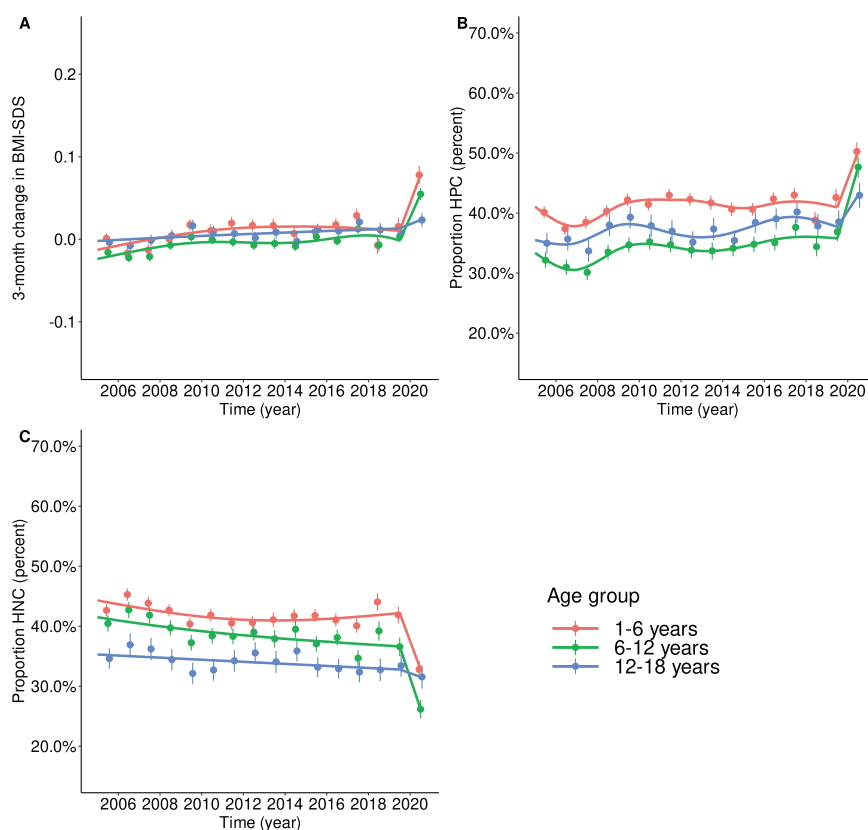 A
3-month change in BMI-SDS
0.2
0.1
0.0
-0.1
2006 2008 2010 2012 2014 2016 2018 2020
Time (year)
B
Proportion HPC (percent)
70.0%
60.0%
50.0%
40.0%
30.0%
20.0%
2006 2008 2010 2012 2014 2016 2018 2020
Time (year)
C
Proportion HNC (percent)
70.0%
60.0%
50.0%
40.0%
30.0%
20.0%
2006 2008 2010 2012 2014 2016 2018 2020
Time (year)
Age group
1-6 years
6-12 years
12-18 years